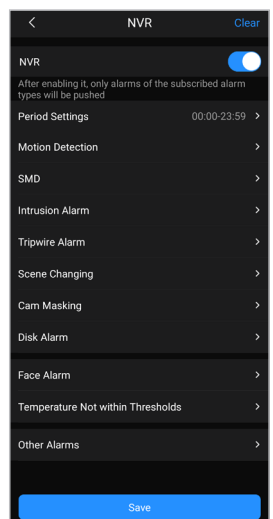 NVR Clear
NVR
After enabling it, only alarms of the subscribed alarm
types will be pushed
Period Settings 00:00-23:59
Motion Detection
SMD
Intrusion Alarm
Tripwire Alarm
Scene Changing
Cam Masking
Disk Alarm
Face Alarm
Temperature Not within Thresholds
Other Alarms
Save